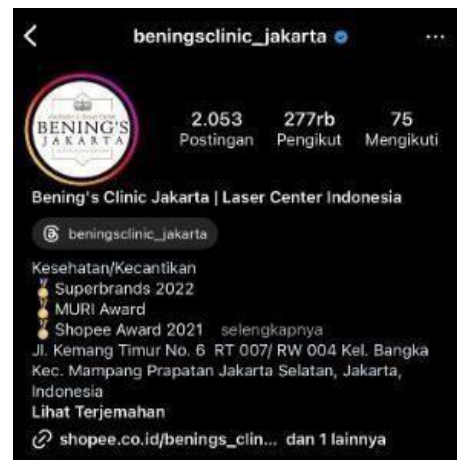 beningsclinic_jakarta
BENING'S
JAKARTA
2.053 277rb 75
Postingan Pengikut Mengikuti
Bening's Clinic Jakarta | Laser Center Indonesia
beningsclinic_jakarta
Kesehatan/Kecantikan
🏅Superbrands 2022
🏅MURI Award
🏅Shopee Award 2021 selengkapnya
Jl. Kemang Timur No. 6 RT 007/ RW 004 Kel. Bangka
Kec. Mampang Prapatan Jakarta Selatan, Jakarta,
Indonesia
Lihat Terjemahan
shopee.co.id/benings_clin... dan 1 lainnya